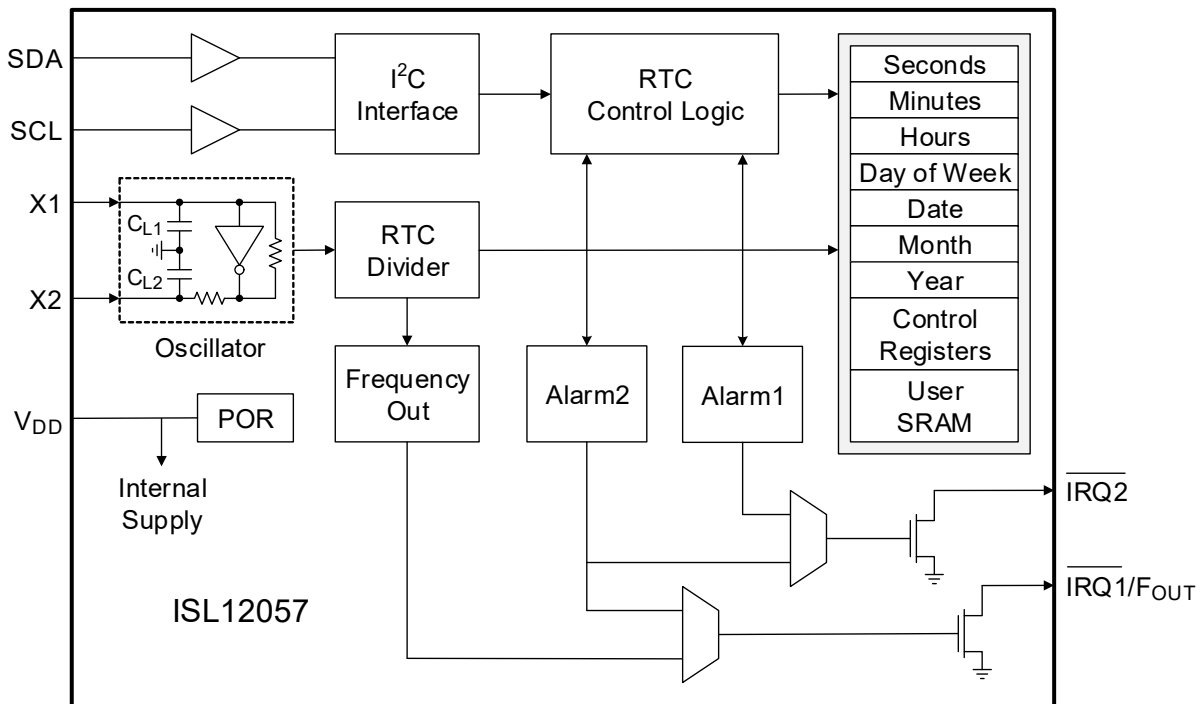 SDA
SCL
X1
X2
V_DD
I²C
Interface
RTC
Control Logic
Seconds
Minutes
Hours
Day of Week
Date
Month
Year
Control
Registers
User
SRAM
C_L1
C_L2
Oscillator
RTC
Divider
Frequency
Out
Alarm2
Alarm1
POR
Internal
Supply
ISL12057
IRQ2
IRQ1/F_OUT